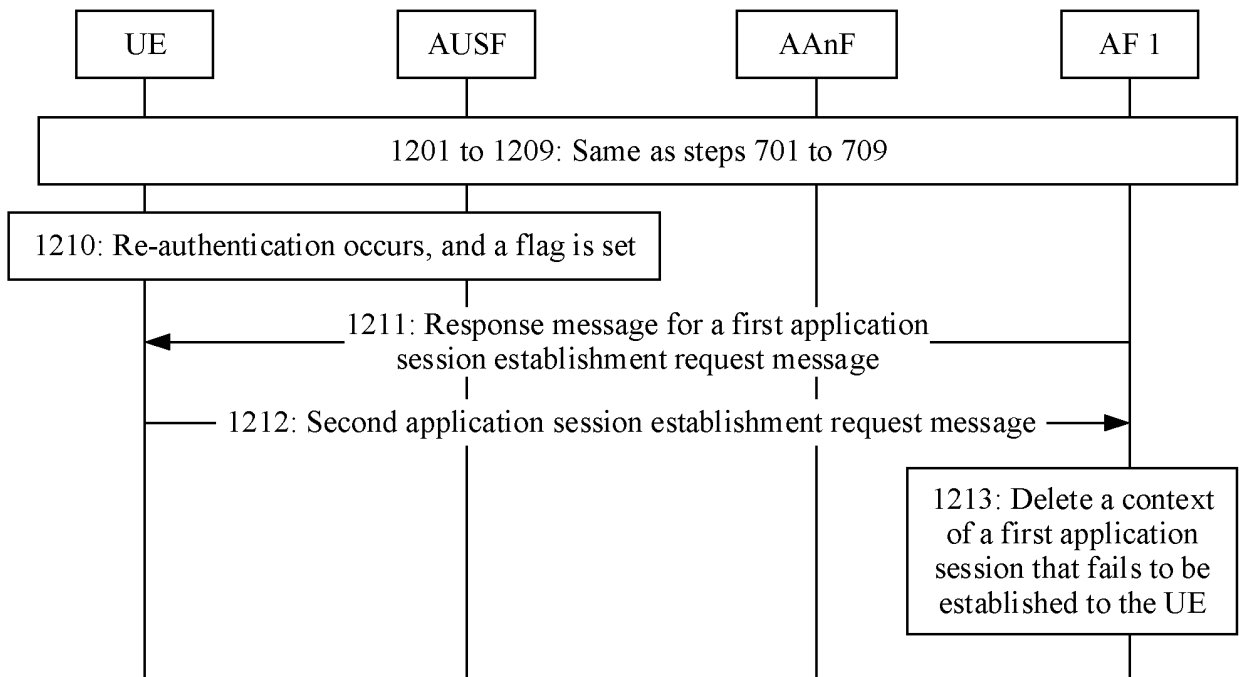 UE
AUSF
AAnF
AF 1
1201 to 1209: Same as steps 701 to 709
1210: Re-authentication occurs, and a flag is set
1211: Response message for a first application
session establishment request message
1212: Second application session establishment request message
1213: Delete a context
of a first application
session that fails to be
established to the UE